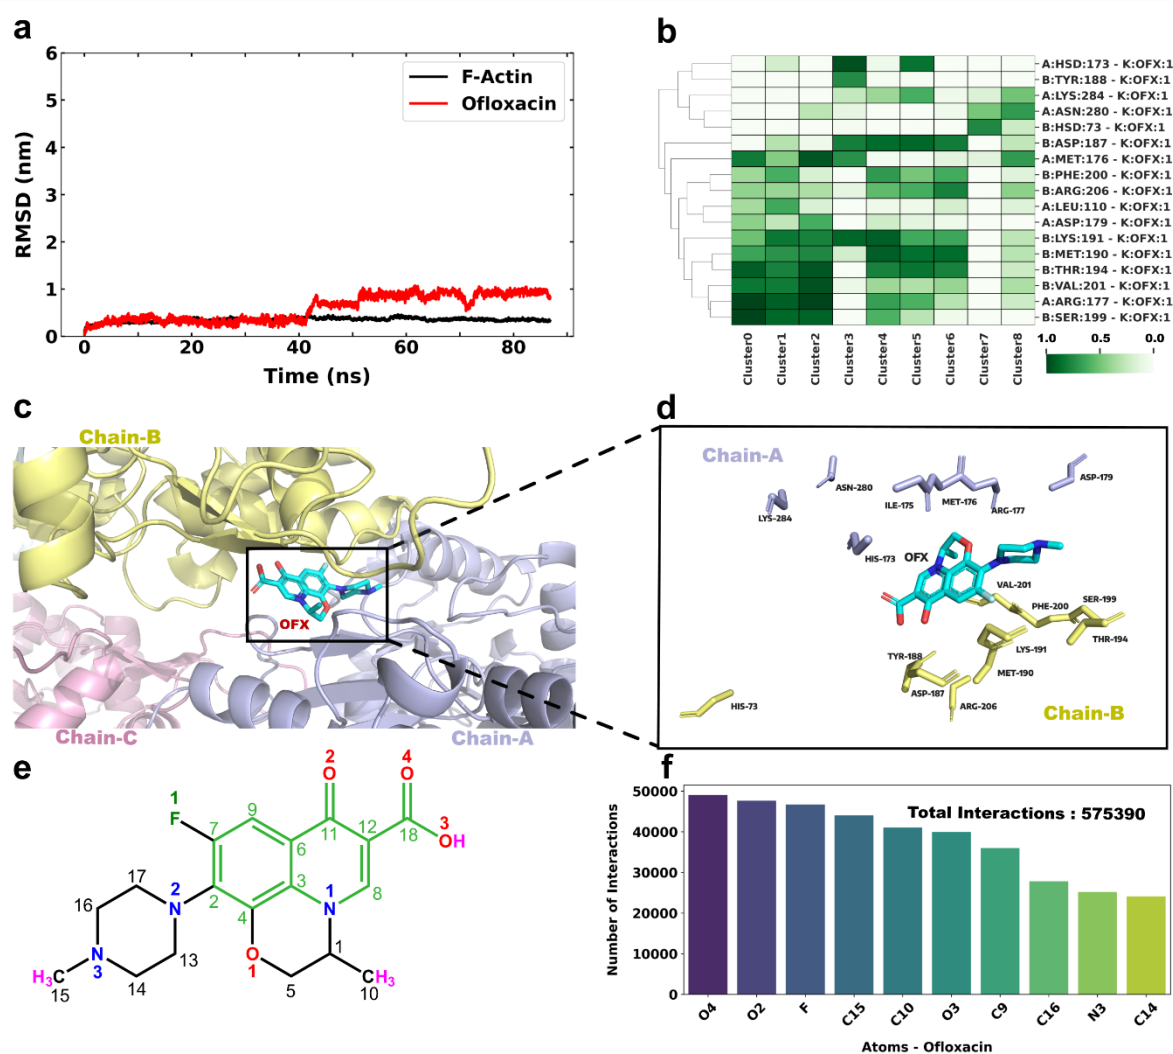 a
6
5
4
3
2
1
0
RMSD (nm)
F-Actin
Ofloxacin
0
20
40
60
80
Time (ns)
b
A:HSD:173 - K:OFX:1
B:TYR:188 - K:OFX:1
A:LYS:284 - K:OFX:1
A:ASN:280 - K:OFX:1
B:HSD:73 - K:OFX:1
B:ASP:187 - K:OFX:1
A:MET:176 - K:OFX:1
B:PHE:200 - K:OFX:1
B:ARG:206 - K:OFX:1
A:LEU:110 - K:OFX:1
A:ASP:179 - K:OFX:1
B:LYS:191 - K:OFX:1
B:MET:190 - K:OFX:1
B:THR:194 - K:OFX:1
B:VAL:201 - K:OFX:1
A:ARG:177 - K:OFX:1
B:SER:199 - K:OFX:1
Cluster0
Cluster1
Cluster2
Cluster3
Cluster4
Cluster5
Cluster6
Cluster7
Cluster8
1.0 0.5 0.0
c
Chain-B
OFX
Chain-C
Chain-A
d
Chain-A
ASN-280
LYS-284
HIS-173
ILE-175
MET-176
ARG-177
ASP-179
OFX
VAL-201
PHE-200
SER-199
THR-194
LYS-191
MET-190
TYR-188
ASP-187
ARG-206
HIS-73
Chain-B
e
2
O
4
O
1
F
9
7
11
12
18
3
OH
6
17
2
N
16
2
3
1
N
8
4
N
3
13
O
1
1
H3C
15
14
5
CH3
10
f
50000
40000
30000
20000
10000
0
Number of Interactions
Total Interactions : 575390
O4
O2
F
C15
C10
O3
C9
C16
N3
C14
Atoms - Ofloxacin